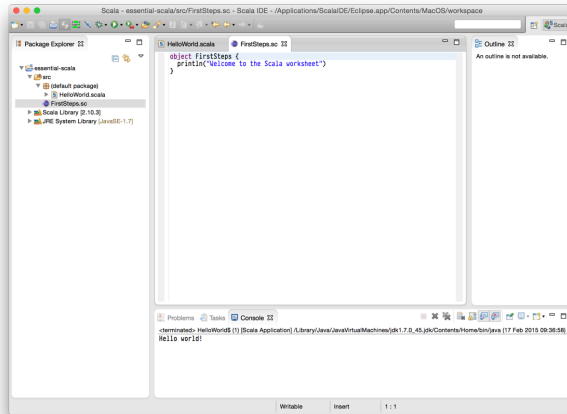 Scala - essential-scala/src/FirstSteps.sc - Scala IDE - /Applications/ScalaIDE/Eclipse.app/Contents/MacOS/workspace
Scala
Package Explorer
essential-scala
src
(default package)
HelloWorld.scala
FirstSteps.sc
Scala Library [2.10.3]
JRE System Library [JavaSE-1.7]
HelloWorld.scala
FirstSteps.sc
object FirstSteps {
println("Welcome to the Scala worksheet")
}
Outline
An outline is not available.
Problems
Tasks
Console
<terminated> HelloWorld$ (1) [Scala Application] /Library/Java/JavaVirtualMachines/jdk1.7.0_45.jdk/Contents/Home/bin/java (17 Feb 2015 09:36:58)
Hello world!
Writable
Insert
1 : 1